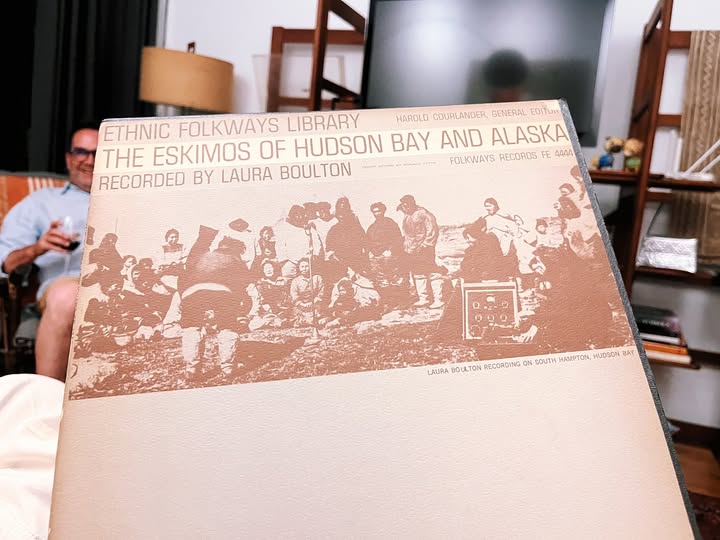 ETHNIC FOLKWAYS LIBRARY
HAROLD COURLANDER, GENERAL EDITOR
THE ESKIMOS OF HUDSON BAY AND ALASKA
RECORDED BY LAURA BOULTON
FOLKWAYS RECORDS FE 4444
LAURA BOULTON RECORDING ON SOUTH HAMPTON, HUDSON BAY